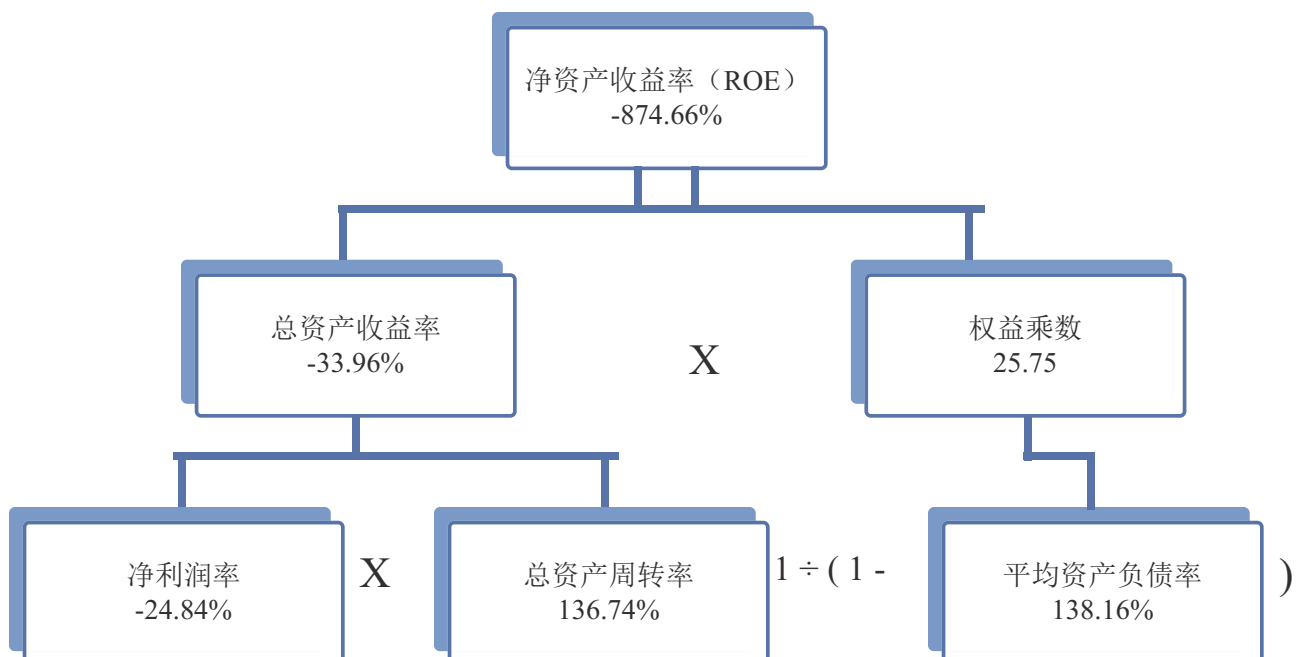 净资产收益率（ROE）
-874.66%
总资产收益率
-33.96%
X
权益乘数
25.75
净利润率
-24.84%
X
总资产周转率
136.74%
1 ÷ ( 1 -
平均资产负债率
138.16%
)